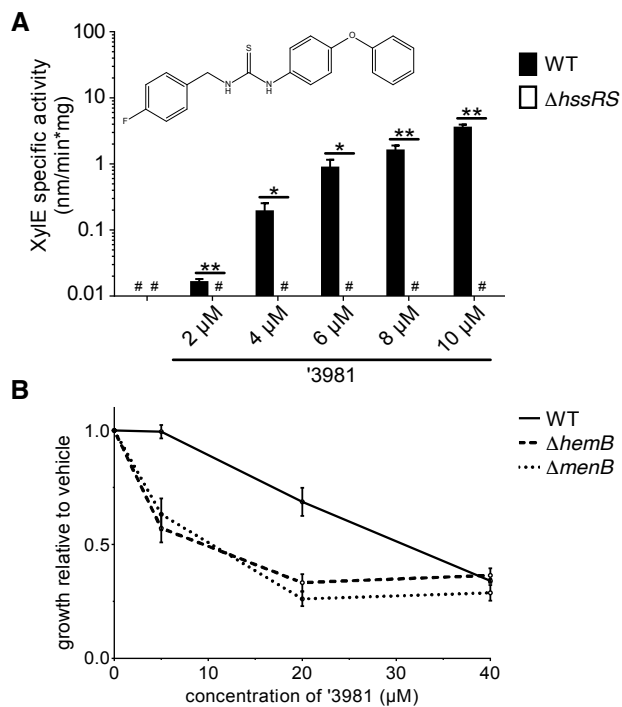 A
100
10
1
0.1
0.01
XylE specific activity
(nm/min*mg)
F
S
N
H
N
H
O
WT
ΔhssRS
# #
** #
* #
* #
** #
** #
2 µM
4 µM
6 µM
8 µM
10 µM
'3981
B
1.0
0.5
0.0
growth relative to vehicle
WT
ΔhemB
ΔmenB
0 10 20 30 40
concentration of '3981 (µM)